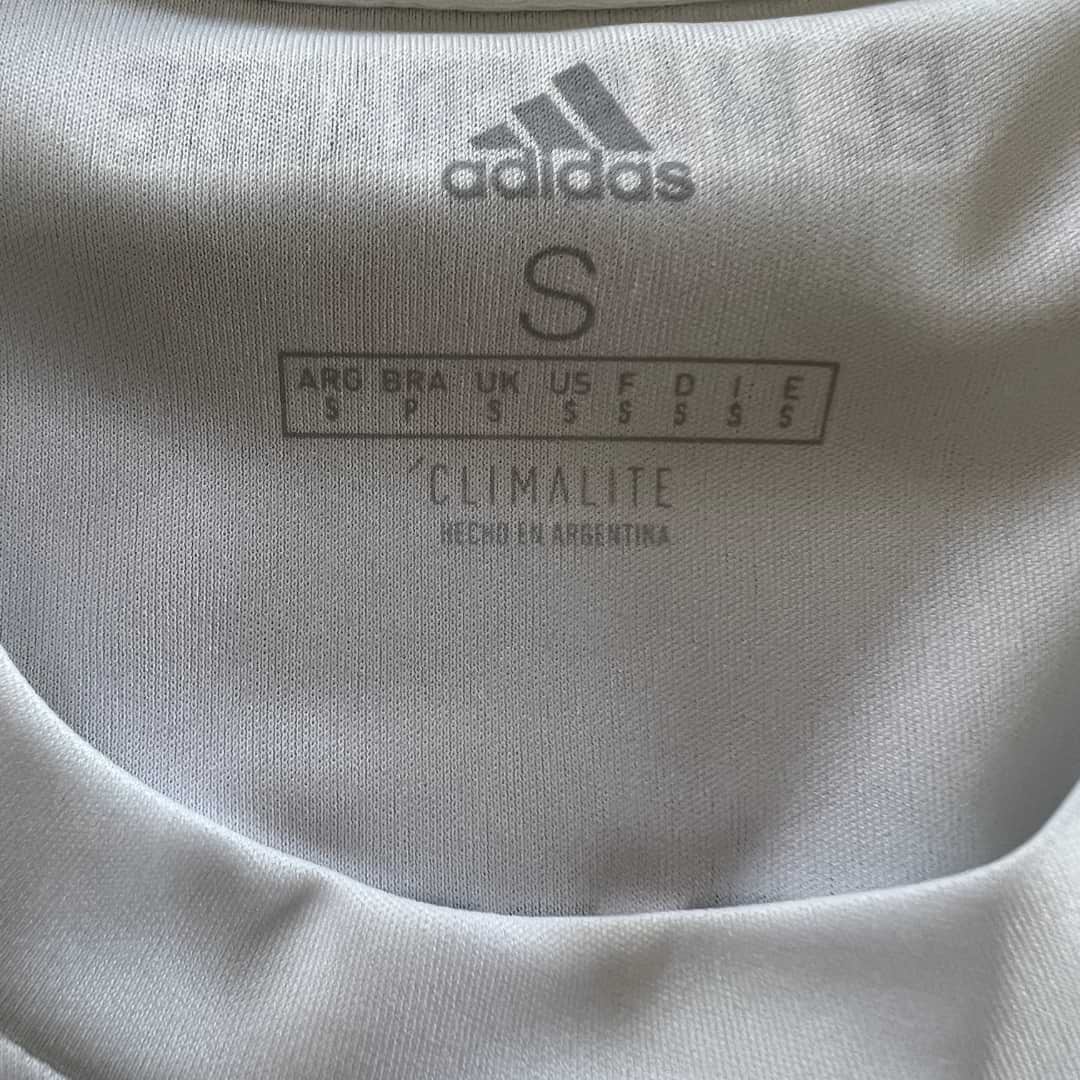 adidas
S
ARG BRA UK US F D I E
S P S S S S S S
CLIMALITE
HECHO EN ARGENTINA